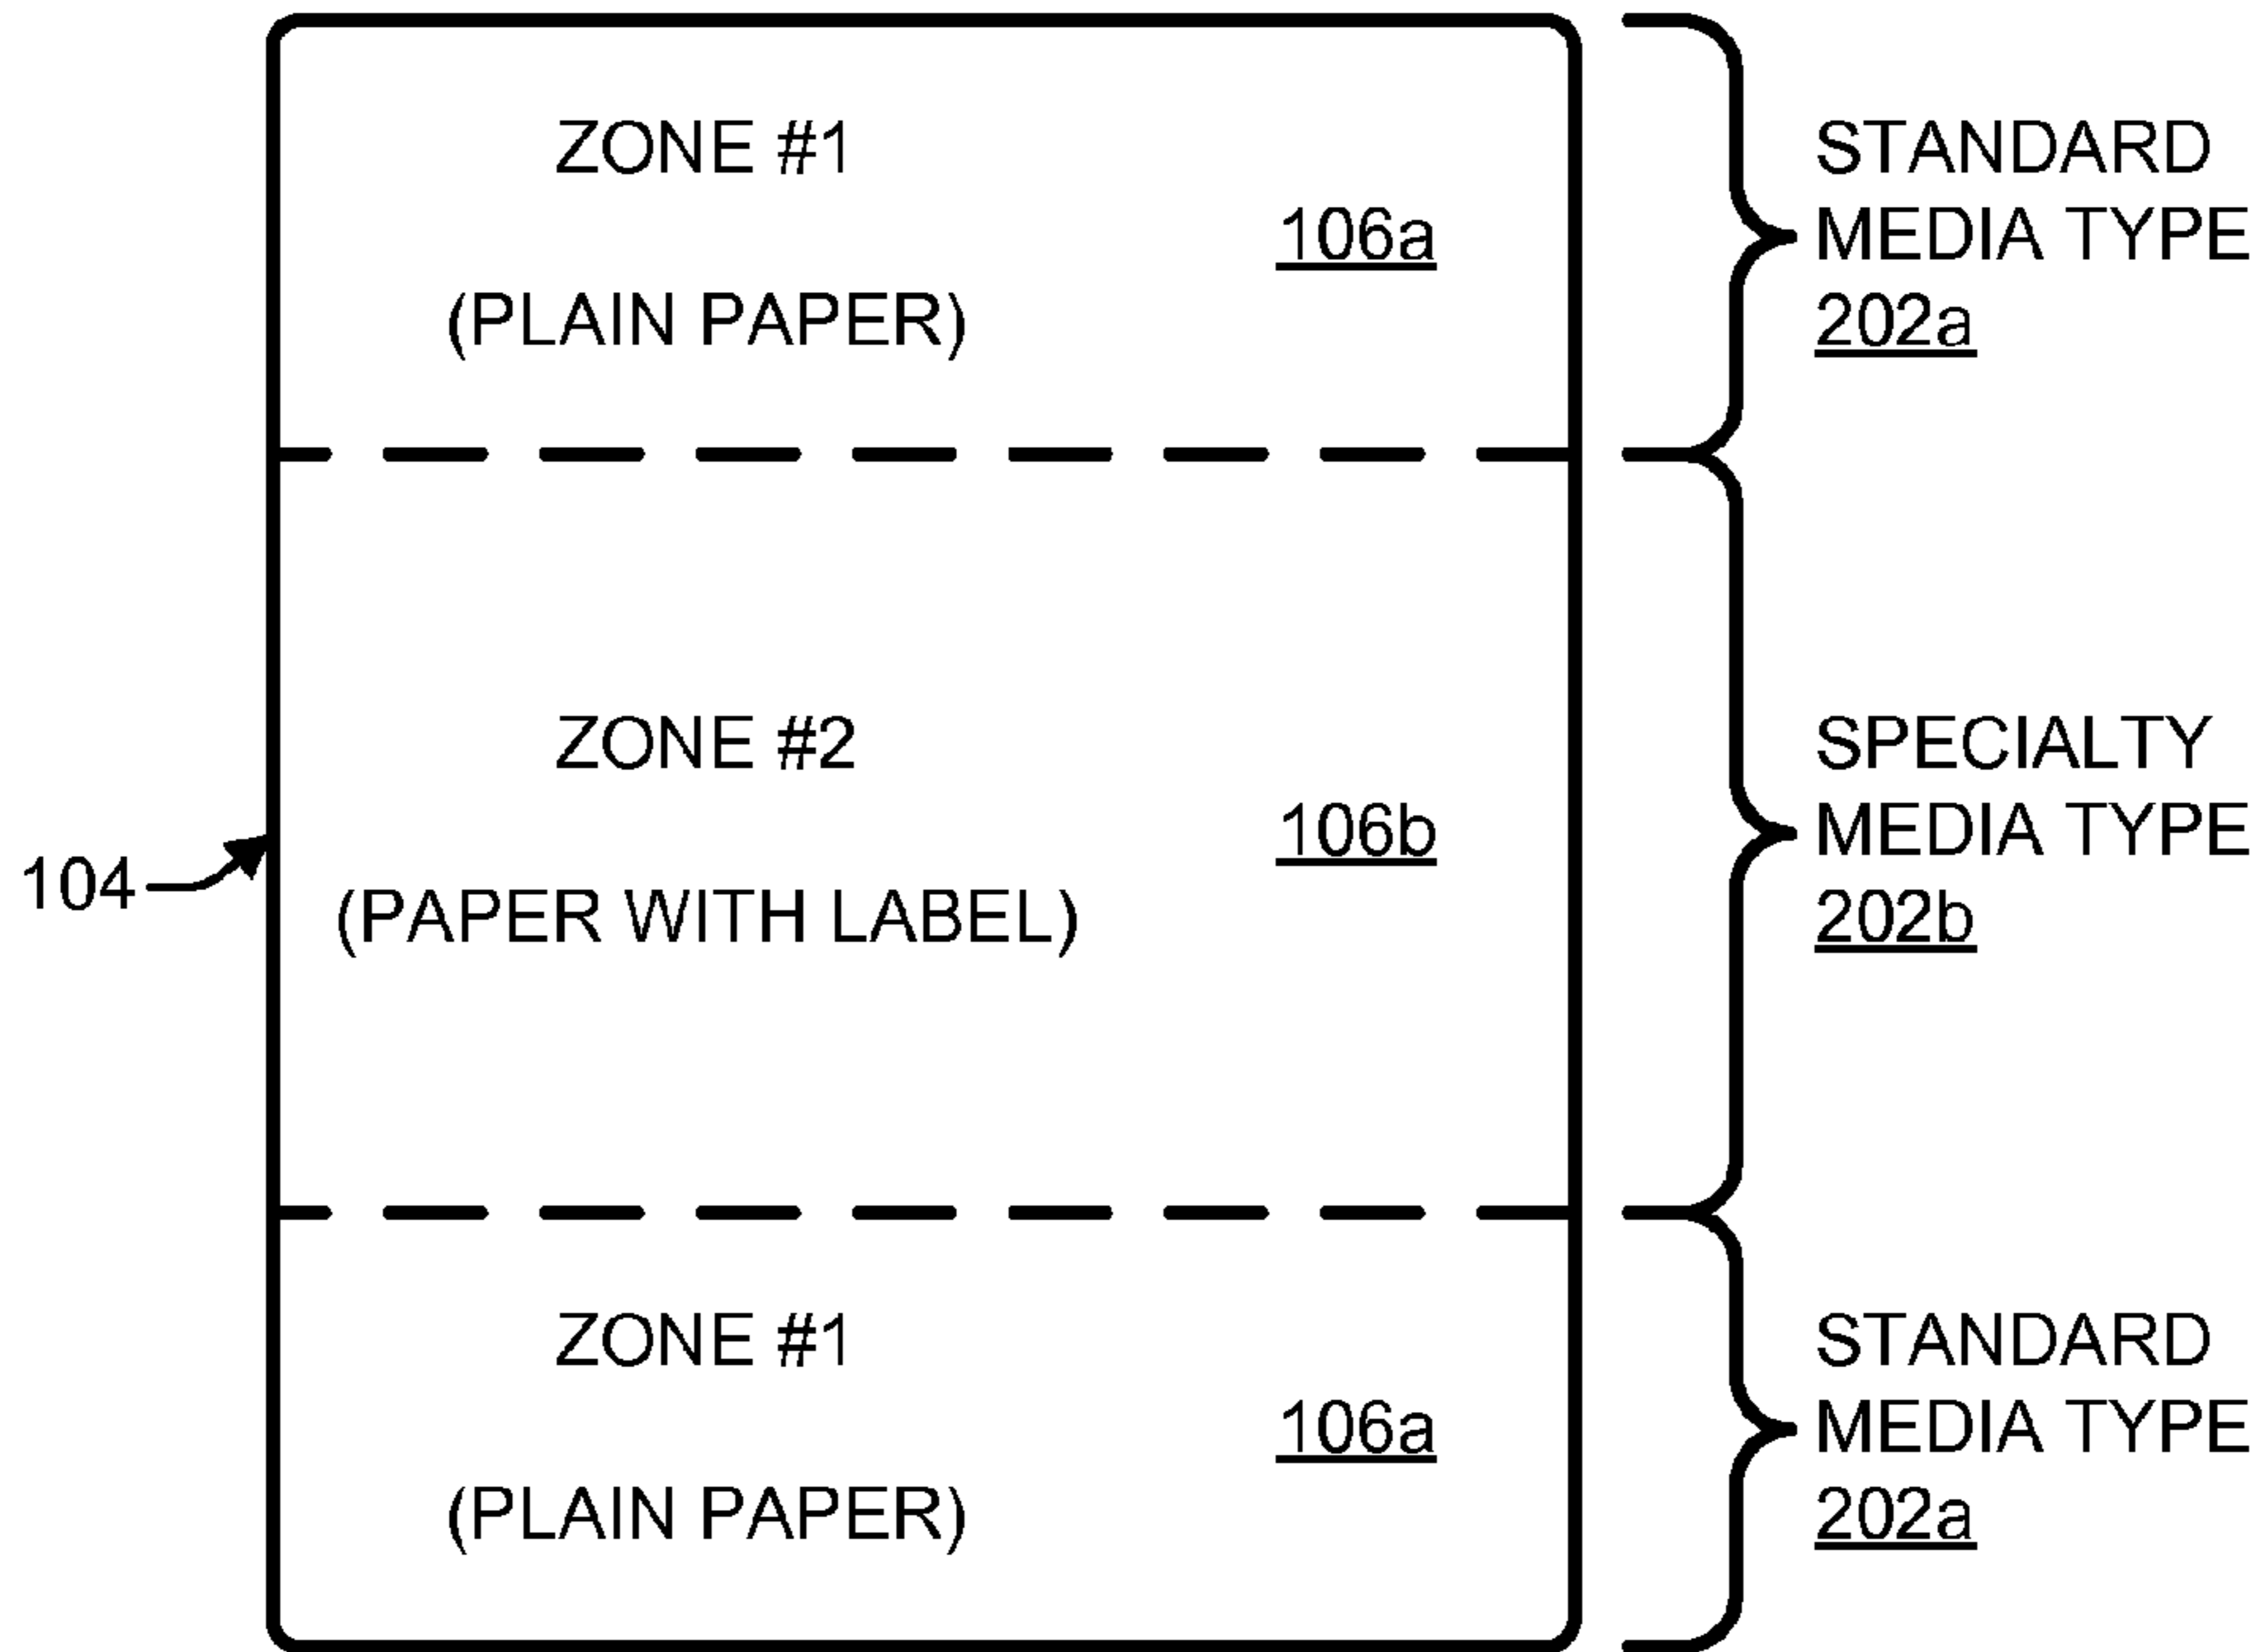 ZONE #1
106a
(PLAIN PAPER)
STANDARD
MEDIA TYPE
202a
104
ZONE #2
106b
(PAPER WITH LABEL)
SPECIALTY
MEDIA TYPE
202b
ZONE #1
106a
(PLAIN PAPER)
STANDARD
MEDIA TYPE
202a